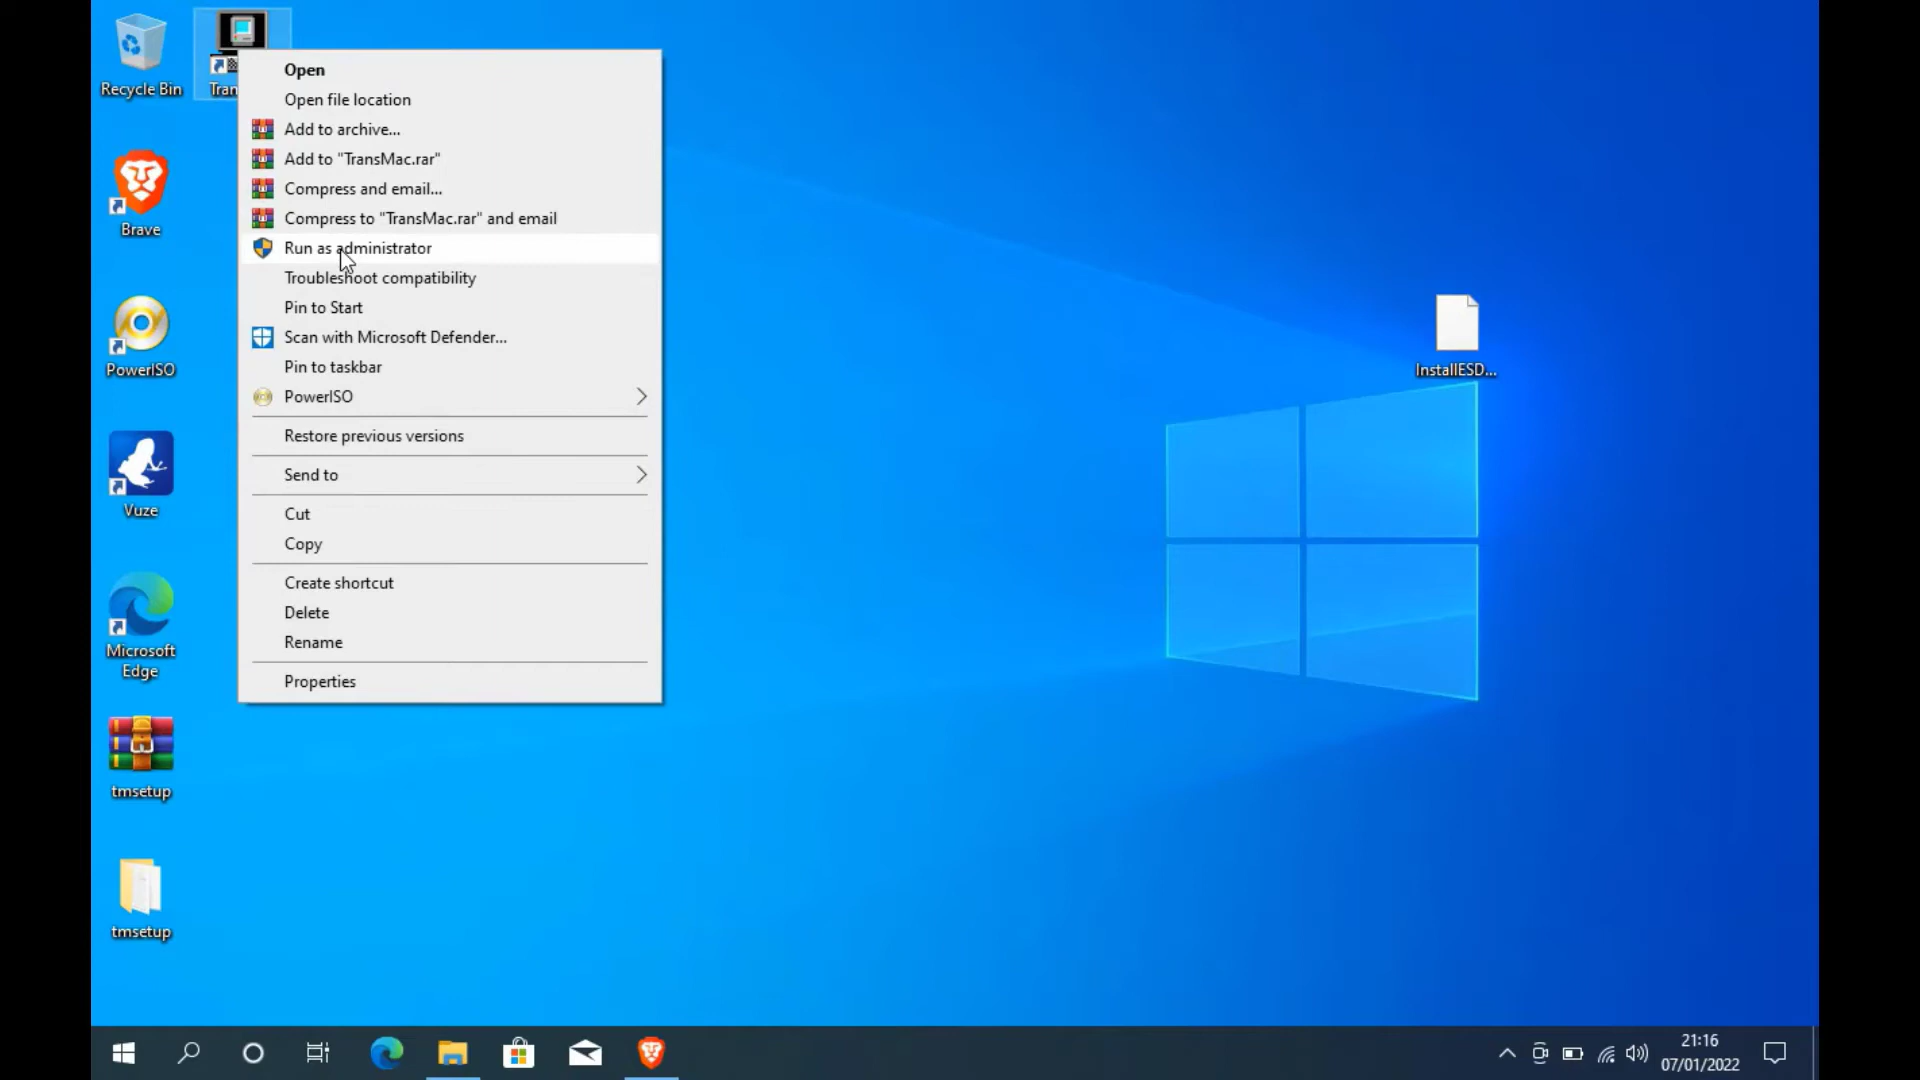 Recycle Bin
Tran
Open
Open file location
Add to archive...
Add to "TransMac.rar"
Compress and email...
Compress to "TransMac.rar" and email
Run as administrator
Troubleshoot compatibility
Pin to Start
Scan with Microsoft Defender...
Pin to taskbar
PowerISO
Restore previous versions
Send to
Cut
Copy
Create shortcut
Delete
Rename
Properties
Brave
PowerISO
Vuze
Microsoft
Edge
tmsetup
tmsetup
InstallESD...
21:16
07/01/2022